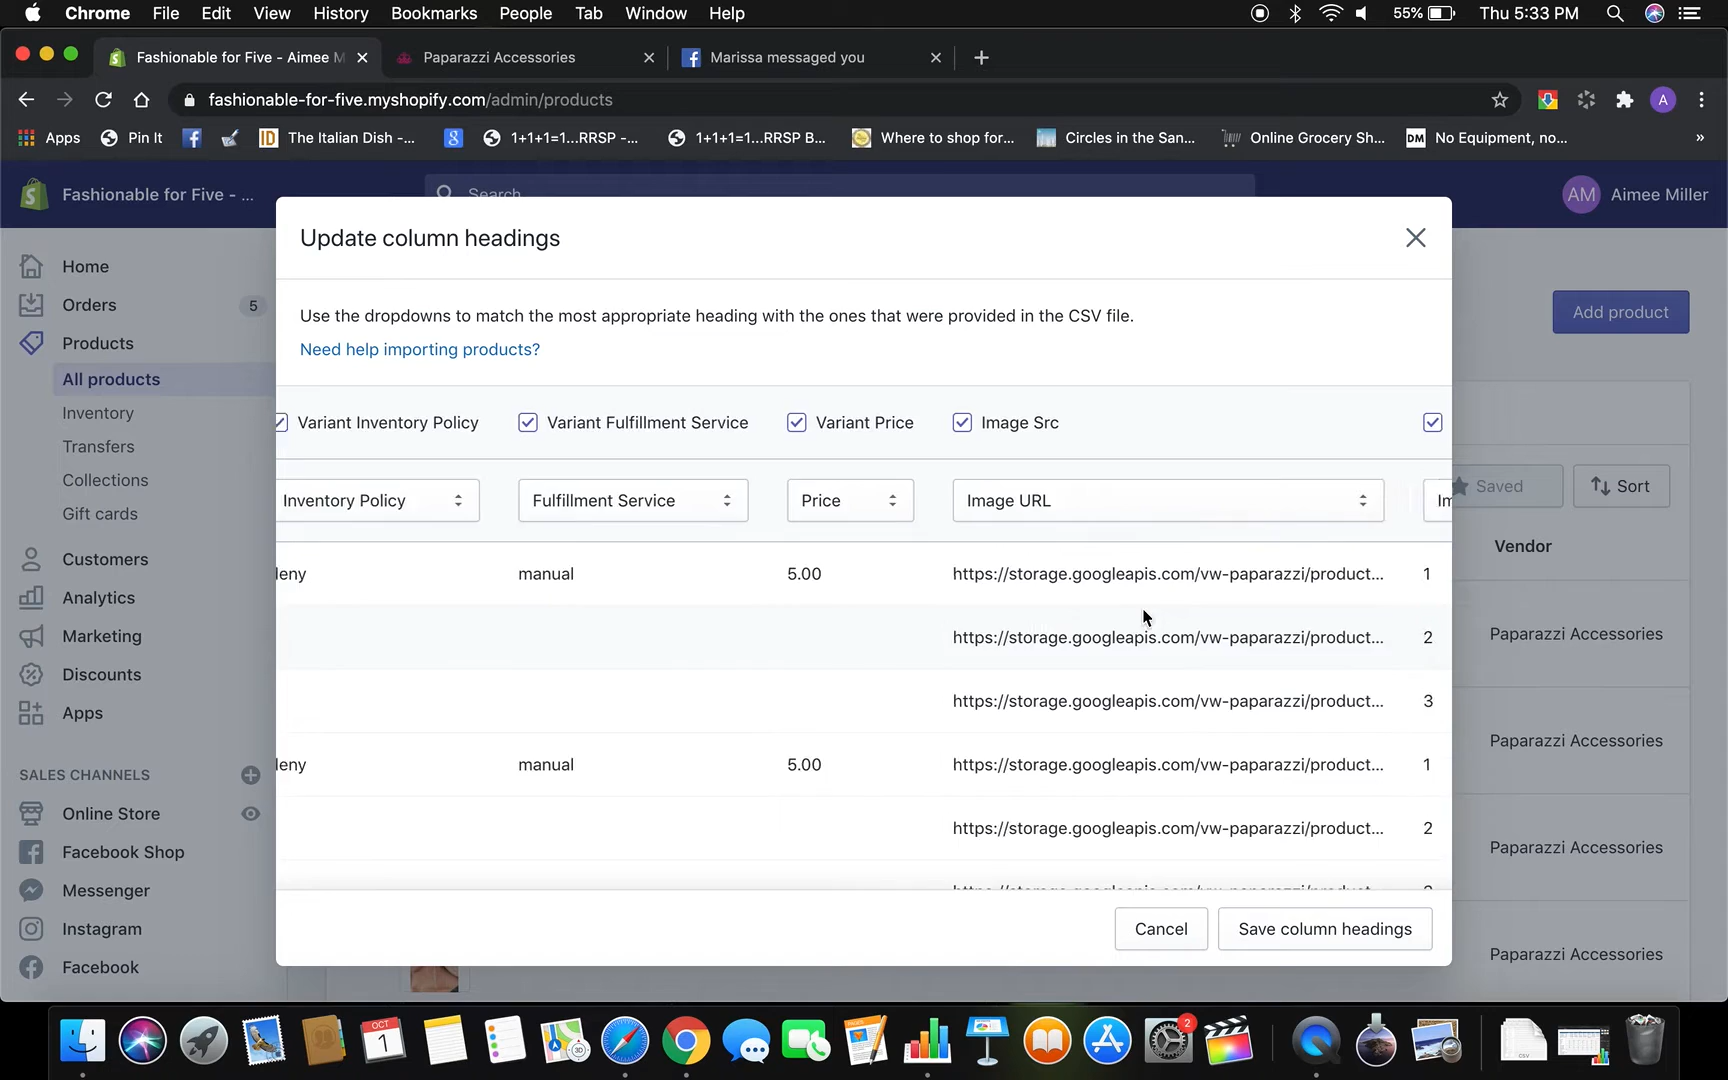 Chrome File Edit View History Bookmarks People Tab Window Help 55% Thu 5:33 PM
Fashionable for Five - Aimee M Paparazzi Accessories Marissa messaged you
fashionable-for-five.myshopify.com/admin/products A
Apps Pin It The Italian Dish -... 1+1+1=1...RRSP -... 1+1+1=1...RRSP B... Where to shop for... Circles in the San... Online Grocery Sh... DM No Equipment, no... »
Fashionable for Five - ... Search AM Aimee Miller
Update column headings
Use the dropdowns to match the most appropriate heading with the ones that were provided in the CSV file.
Need help importing products?
Home
Orders 5
Products
All products
Inventory
Transfers
Collections
Gift cards
Customers
Analytics
Marketing
Discounts
Apps
SALES CHANNELS
Online Store
Facebook Shop
Messenger
Instagram
Facebook
Add product
Variant Inventory Policy Variant Fulfillment Service Variant Price Image Src
Inventory Policy Fulfillment Service Price Image URL Im
Saved Sort
Vendor
eny manual 5.00 https://storage.googleapis.com/vw-paparazzi/product... 1
https://storage.googleapis.com/vw-paparazzi/product... 2
https://storage.googleapis.com/vw-paparazzi/product... 3
eny manual 5.00 https://storage.googleapis.com/vw-paparazzi/product... 1
https://storage.googleapis.com/vw-paparazzi/product... 2
Paparazzi Accessories
Paparazzi Accessories
Paparazzi Accessories
Paparazzi Accessories
Cancel Save column headings
OCT
1
2
PAGES
3D
CSV